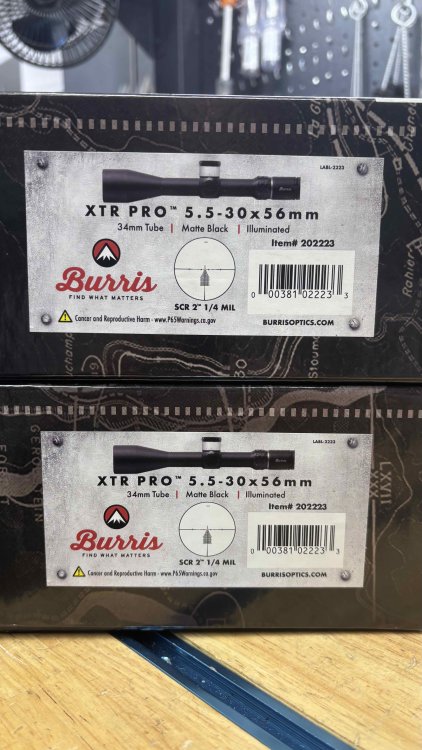 LABL-2223
XTR PRO™ 5.5-30x56mm
34mm Tube | Matte Black | Illuminated
Item# 202223
Burris
FIND WHAT MATTERS
SCR 2™ 1/4 MIL
0 00381 02223 3
Cancer and Reproductive Harm - www.P65Warnings.ca.gov
BURRISOPTICS.COM
LABL-2223
XTR PRO™ 5.5-30x56mm
34mm Tube | Matte Black | Illuminated
Item# 202223
Burris
FIND WHAT MATTERS
SCR 2™ 1/4 MIL
0 00381 02223 3
Cancer and Reproductive Harm - www.P65Warnings.ca.gov
BURRISOPTICS.COM